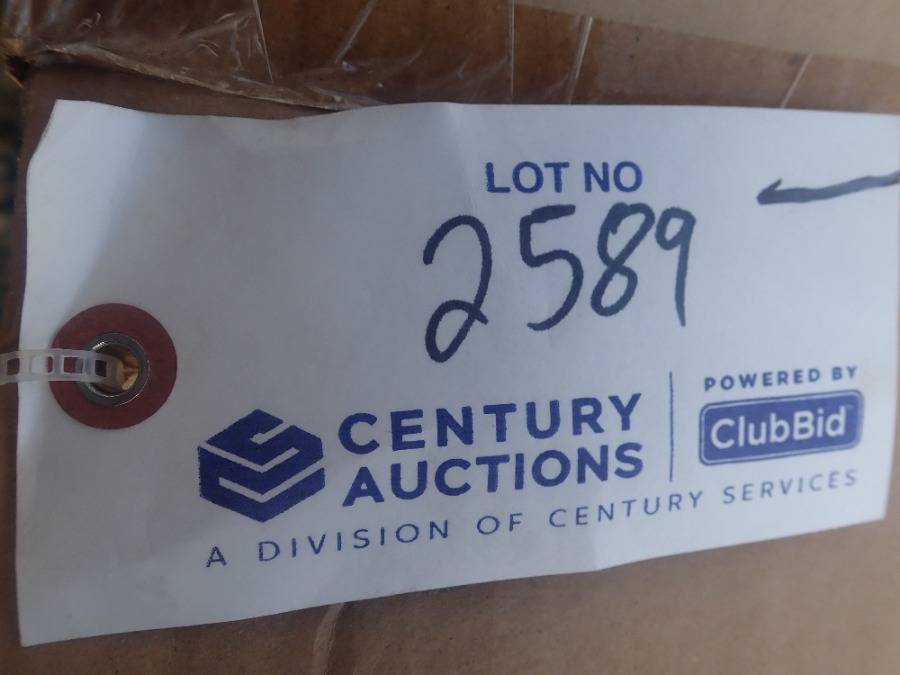 LOT NO
2589
CENTURY
AUCTIONS
POWERED BY
ClubBid
A DIVISION OF CENTURY SERVICES